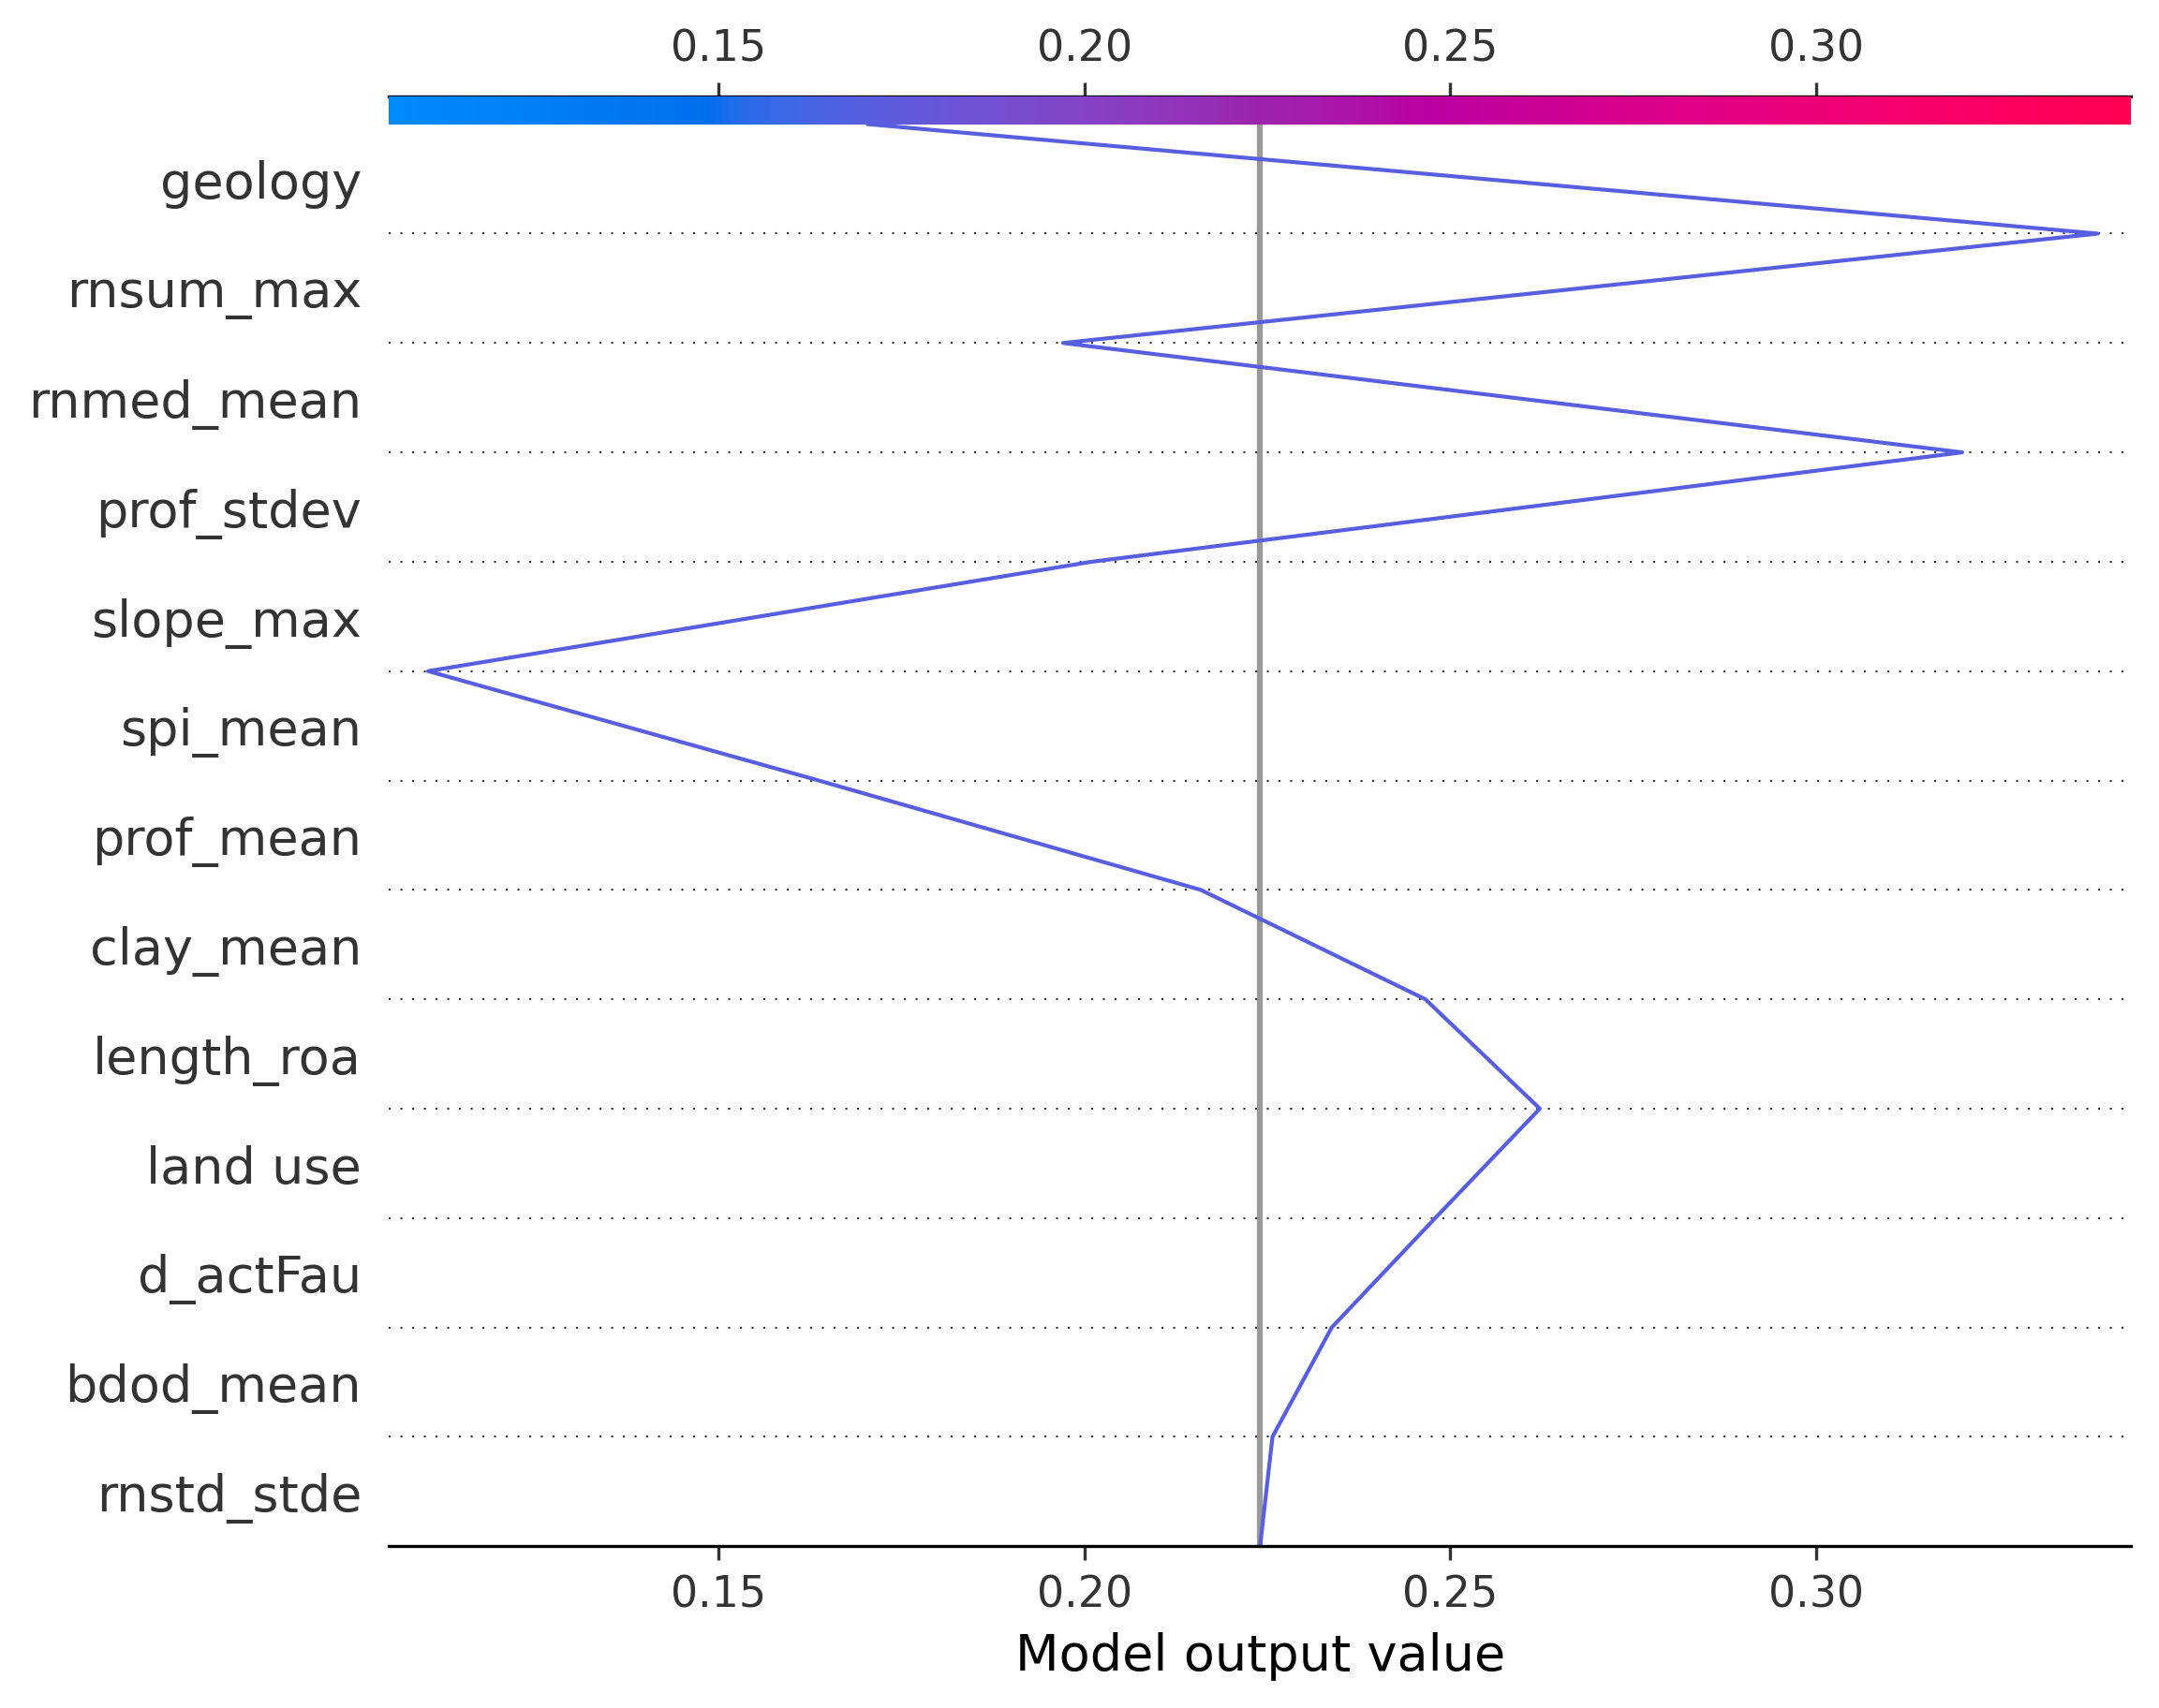 0.15 0.20 0.25 0.30
geology
rnsum_max
rnmed_mean
prof_stdev
slope_max
spi_mean
prof_mean
clay_mean
length_roa
land use
d_actFau
bdod_mean
rnstd_stde
0.15 0.20 0.25 0.30
Model output value